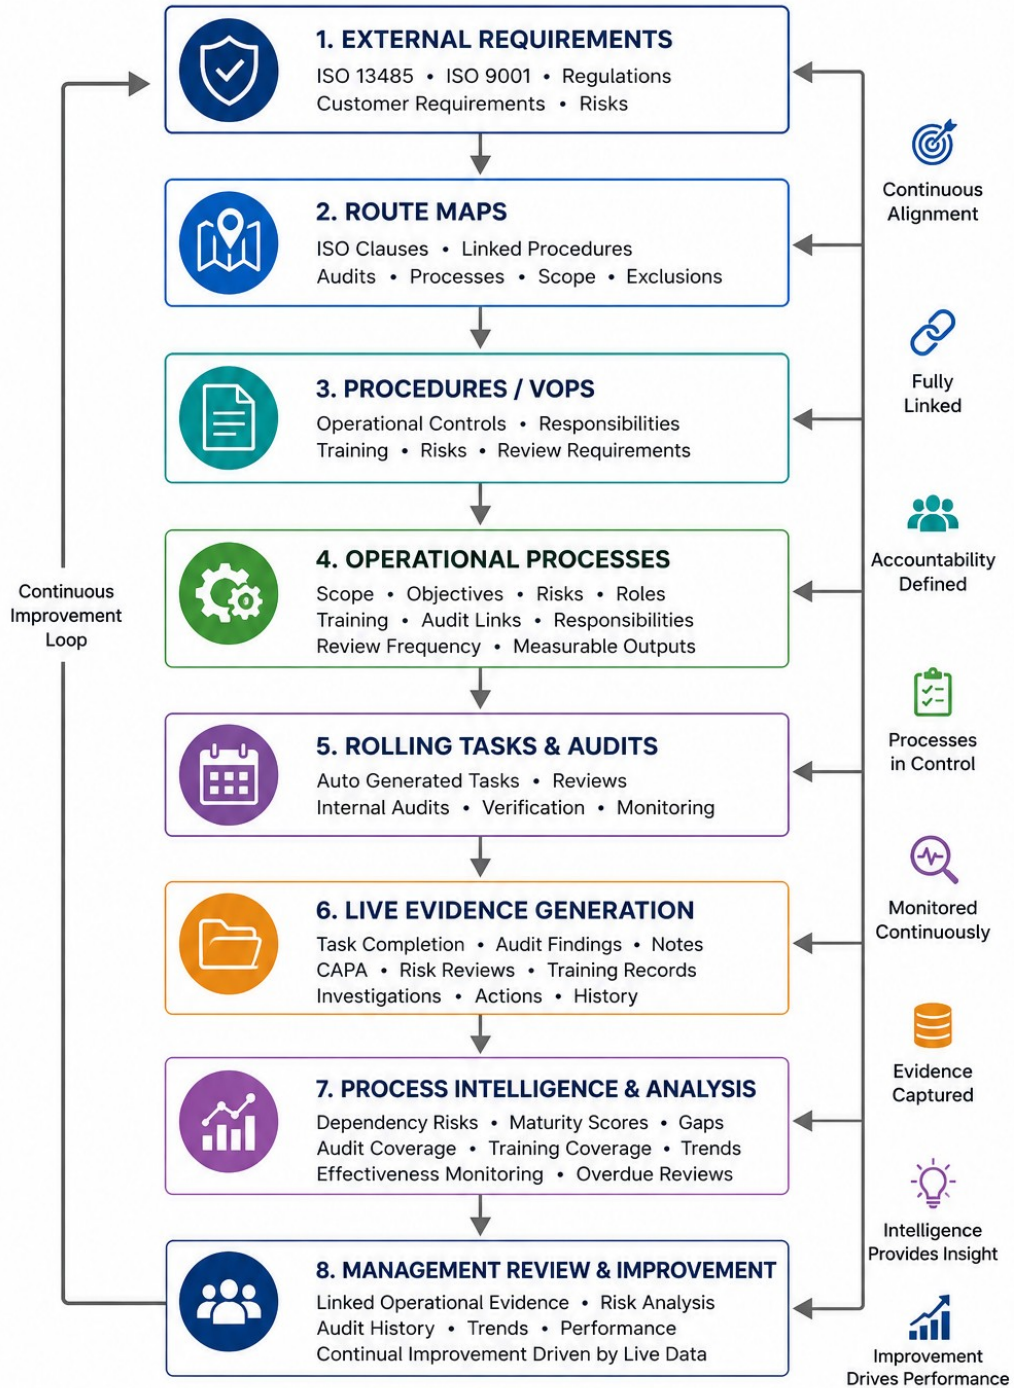 1. EXTERNAL REQUIREMENTS
ISO 13485 • ISO 9001 • Regulations
Customer Requirements • Risks
2. ROUTE MAPS
ISO Clauses • Linked Procedures
Audits • Processes • Scope • Exclusions
3. PROCEDURES / VOPS
Operational Controls • Responsibilities
Training • Risks • Review Requirements
4. OPERATIONAL PROCESSES
Scope • Objectives • Risks • Roles
Training • Audit Links • Responsibilities
Review Frequency • Measurable Outputs
5. ROLLING TASKS & AUDITS
Auto Generated Tasks • Reviews
Internal Audits • Verification • Monitoring
6. LIVE EVIDENCE GENERATION
Task Completion • Audit Findings • Notes
CAPA • Risk Reviews • Training Records
Investigations • Actions • History
7. PROCESS INTELLIGENCE & ANALYSIS
Dependency Risks • Maturity Scores • Gaps
Audit Coverage • Training Coverage • Trends
Effectiveness Monitoring • Overdue Reviews
8. MANAGEMENT REVIEW & IMPROVEMENT
Linked Operational Evidence • Risk Analysis
Audit History • Trends • Performance
Continual Improvement Driven by Live Data
Continuous
Improvement
Loop
Continuous
Alignment
Fully
Linked
Accountability
Defined
Processes
in Control
Monitored
Continuously
Evidence
Captured
Intelligence
Provides Insight
Improvement
Drives Performance